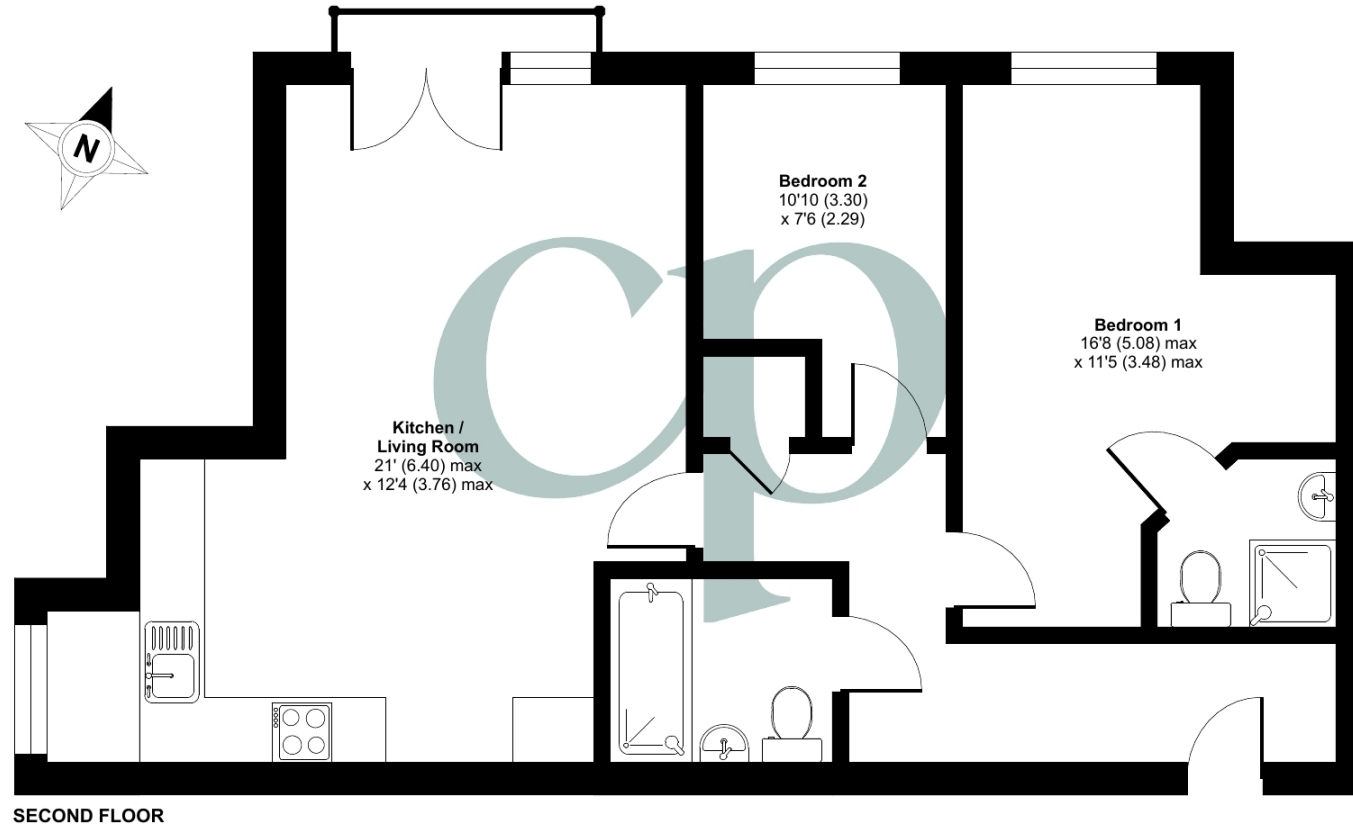 N
Bedroom 2
10'10 (3.30)
x 7'6 (2.29)
Bedroom 1
16'8 (5.08) max
x 11'5 (3.48) max
Kitchen /
Living Room
21' (6.40) max
x 12'4 (3.76) max
cp
SECOND FLOOR